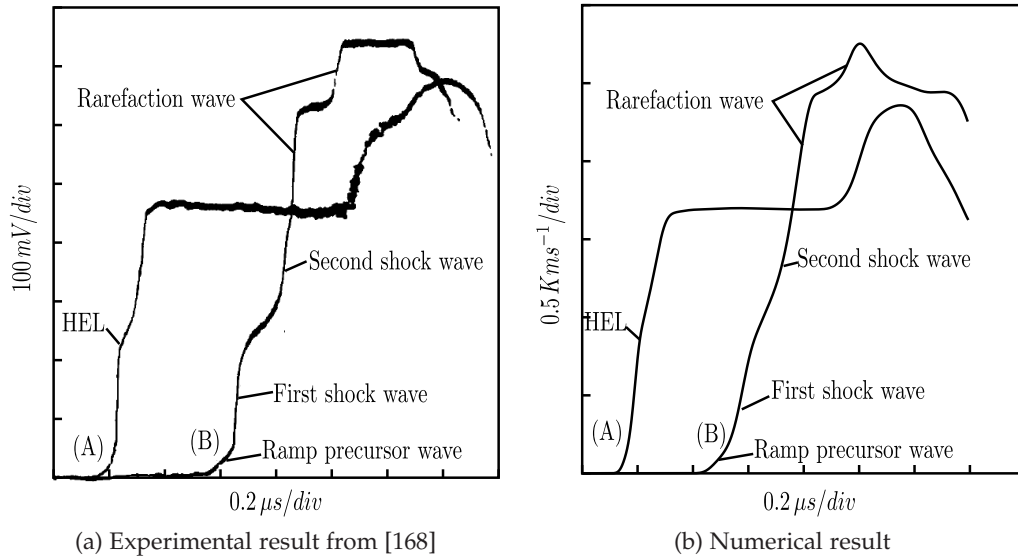 Rarefaction wave
100 mV/div
HEL
Second shock wave
First shock wave
(A)
(B)
Ramp precursor wave
0.2 μs/div
(a) Experimental result from [168]
Rarefaction wave
0.5 Kms⁻¹/div
HEL
Second shock wave
First shock wave
(A)
(B)
Ramp precursor wave
0.2 μs/div
(b) Numerical result